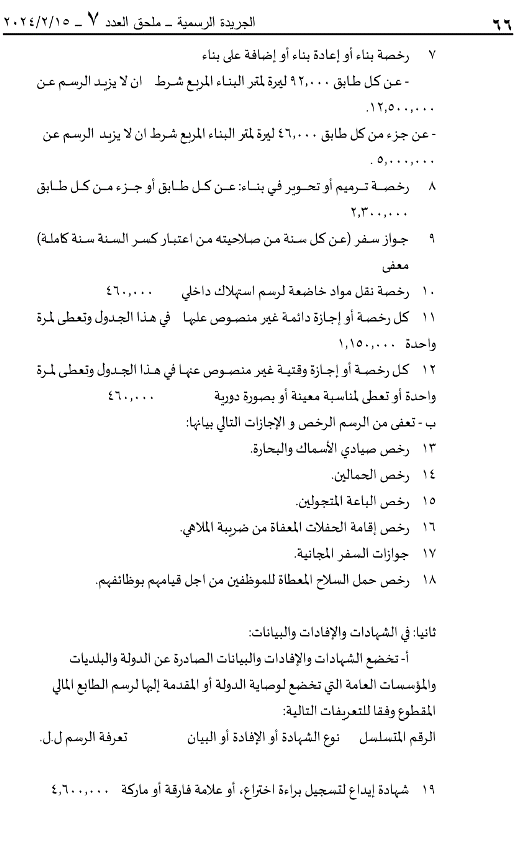 ٦٦ الجريدة الرسمية – ملحق العدد ٧ – ٢٠٢٤/٢/١٥
٧ رخصة بناء أو إعادة بناء أو إضافة على بناء
- عن كل طابق ٩٢,٠٠٠ ليرة لمتر البناء المربع شرط ان لا يزيد الرسم عن
١٢,٥٠٠,٠٠٠.
- عن جزء من كل طابق ٤٦,٠٠٠ ليرة لمتر البناء المربع شرط ان لا يزيد الرسم عن
٥,٠٠٠,٠٠٠ .
٨ رخصة ترميم أو تحوير في بناء: عن كل طابق أو جزء من كل طابق
٢,٣٠٠,٠٠٠
٩ جواز سفر (عن كل سنة من صلاحيته من اعتبار كسر السنة سنة كاملة)
معفى
١٠ رخصة نقل مواد خاضعة لرسم استهلاك داخلي ٤٦٠,٠٠٠
١١ كل رخصة أو إجازة دائمة غير منصوص عليها في هذا الجدول وتعطى لمرة
واحدة ١,١٥٠,٠٠٠
١٢ كل رخصة أو إجازة وقتية غير منصوص عنها في هذا الجدول وتعطى لمرة
واحدة أو تعطى لمناسبة معينة أو بصورة دورية ٤٦٠,٠٠٠
ب - تعفى من الرسم الرخص و الإجازات التالي بيانها:
١٣ رخص صيادي الأسماك والبحارة.
١٤ رخص الحمالين.
١٥ رخص الباعة المتجولين.
١٦ رخص إقامة الحفلات المعفاة من ضريبة الملاهي.
١٧ جوازات السفر المجانية.
١٨ رخص حمل السلاح المعطاة للموظفين من اجل قيامهم بوظائفهم.
ثانيا: في الشهادات والإفادات والبيانات:
أ- تخضع الشهادات والإفادات والبيانات الصادرة عن الدولة والبلديات
والمؤسسات العامة التي تخضع لوصاية الدولة أو المقدمة إليها لرسم الطابع المالي
المقطوع وفقا للتعريفات التالية:
الرقم المتسلسل نوع الشهادة أو الإفادة أو البيان تعرفة الرسم ل.ل.
١٩ شهادة إيداع لتسجيل براءة اختراع، أو علامة فارقة أو ماركة ٤,٦٠٠,٠٠٠